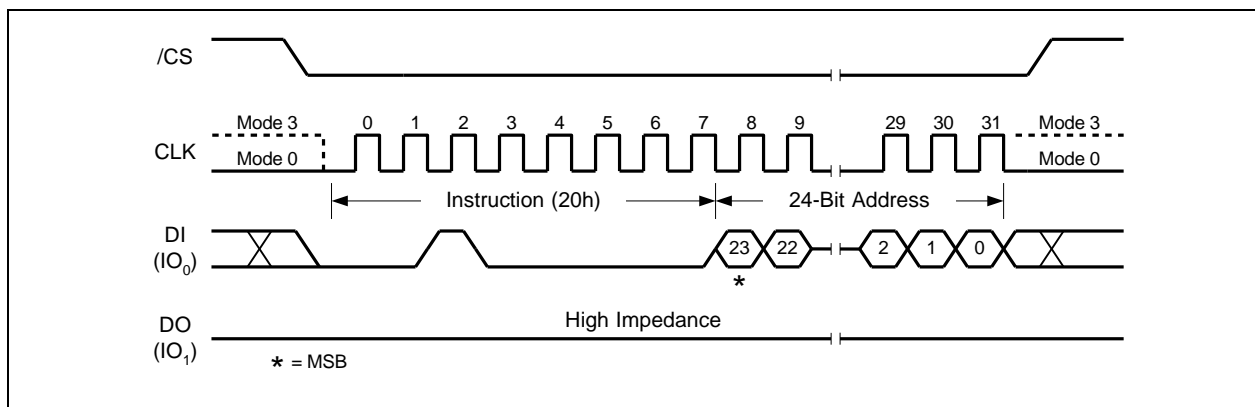 /CS
Mode 3 0 1 2 3 4 5 6 7 8 9 29 30 31 Mode 3
CLK Mode 0 Mode 0
Instruction (20h) 24-Bit Address
DI
(IO0) 23 22 2 1 0
*
DO High Impedance
(IO1)
* = MSB